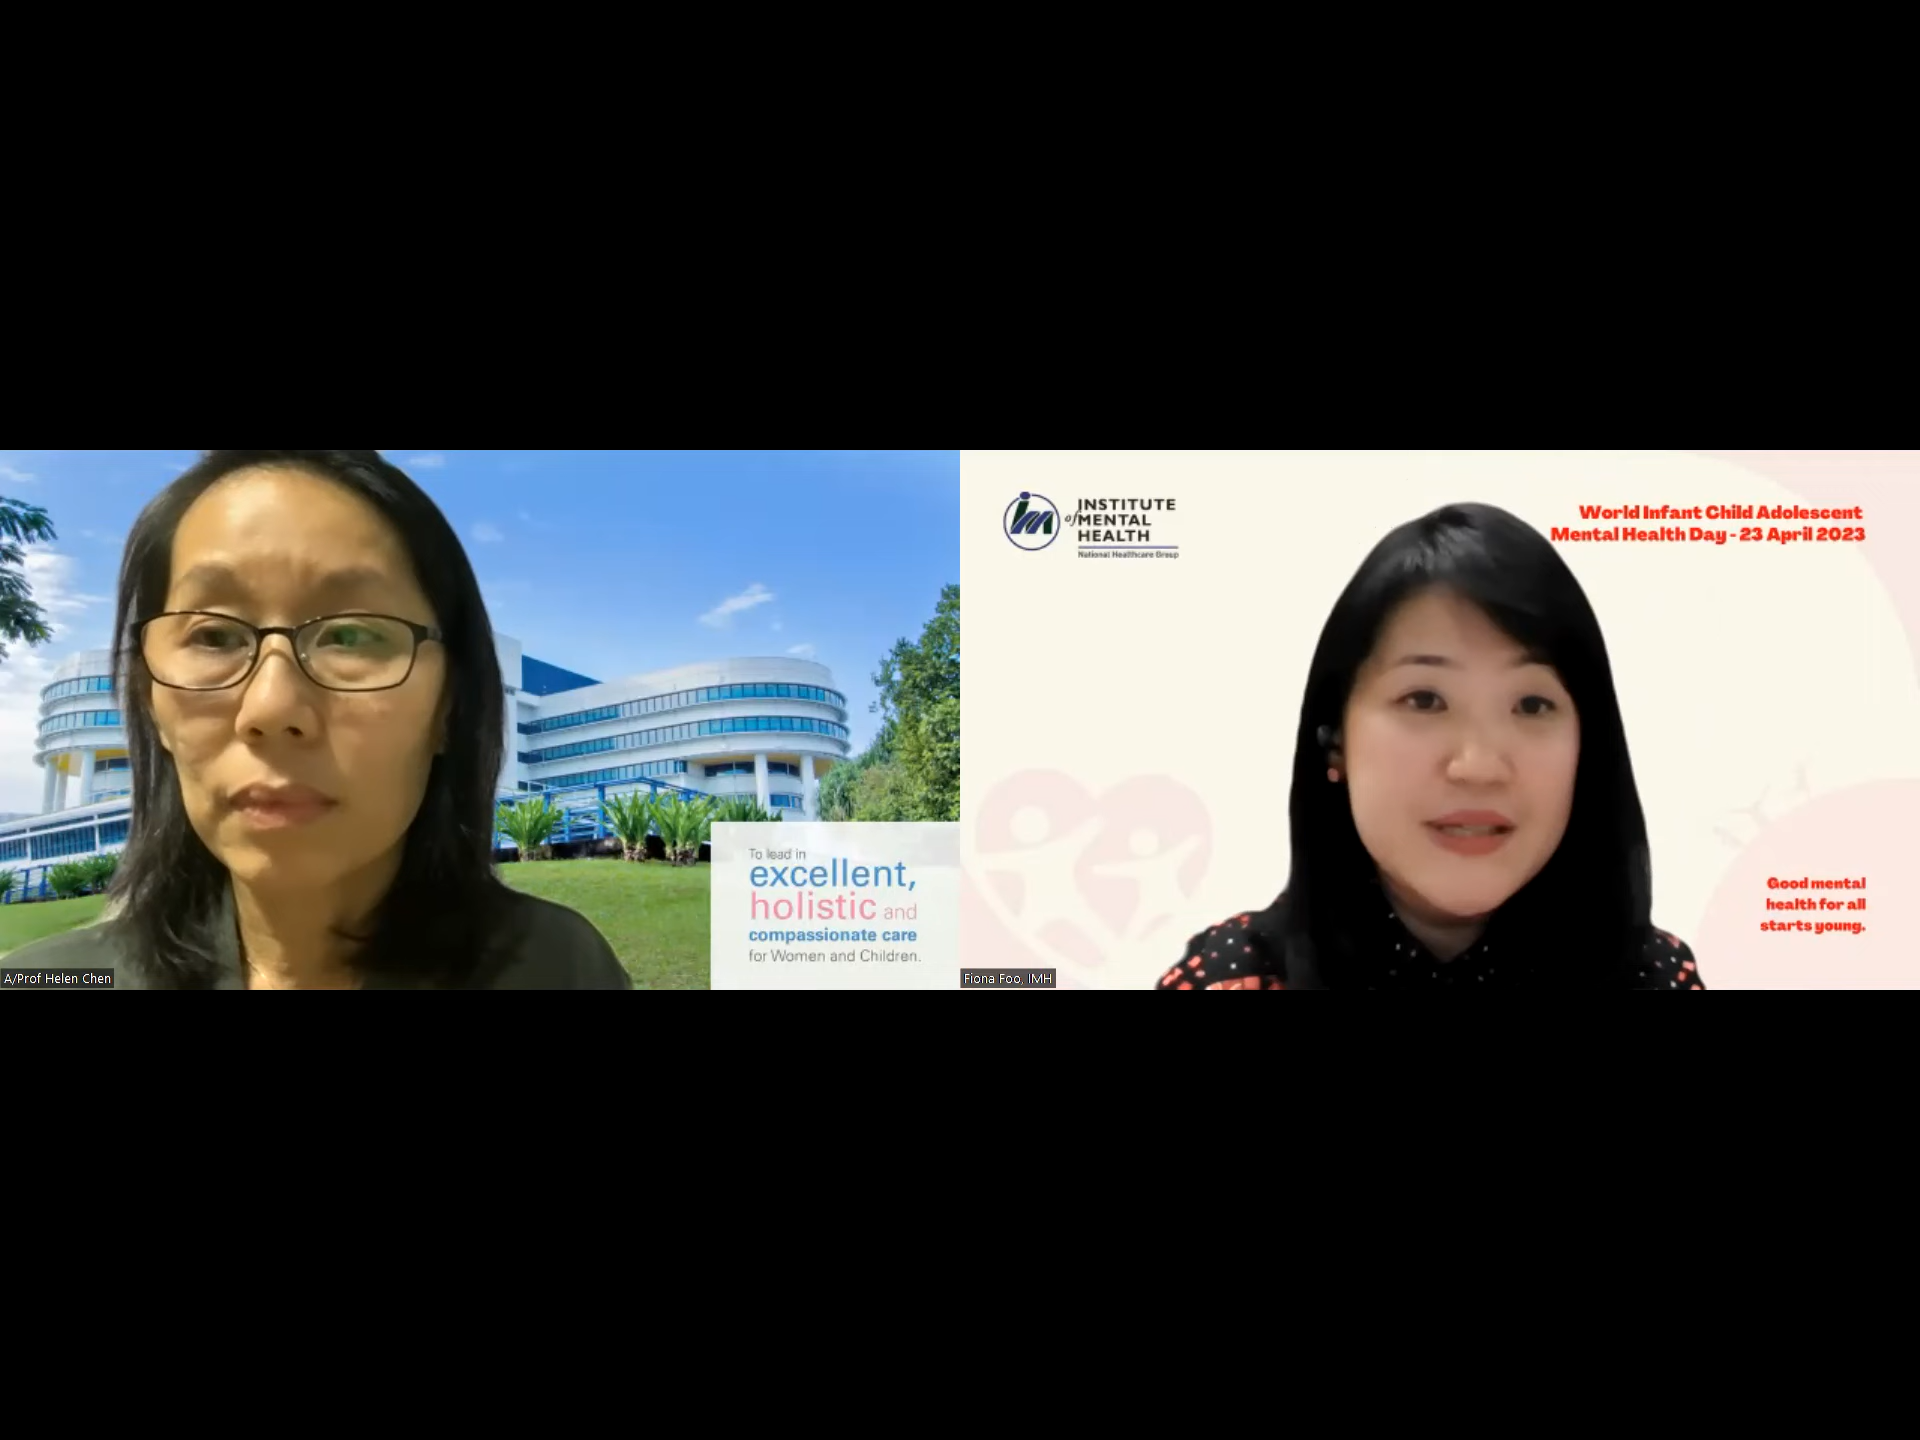 To lead in
excellent,
holistic and
compassionate care
for Women and Children.
A/Prof Helen Chen
im
INSTITUTE
of MENTAL
HEALTH
National Healthcare Group
World Infant Child Adolescent
Mental Health Day - 23 April 2023
Good mental
health for all
starts young.
Fiona Foo, IMH